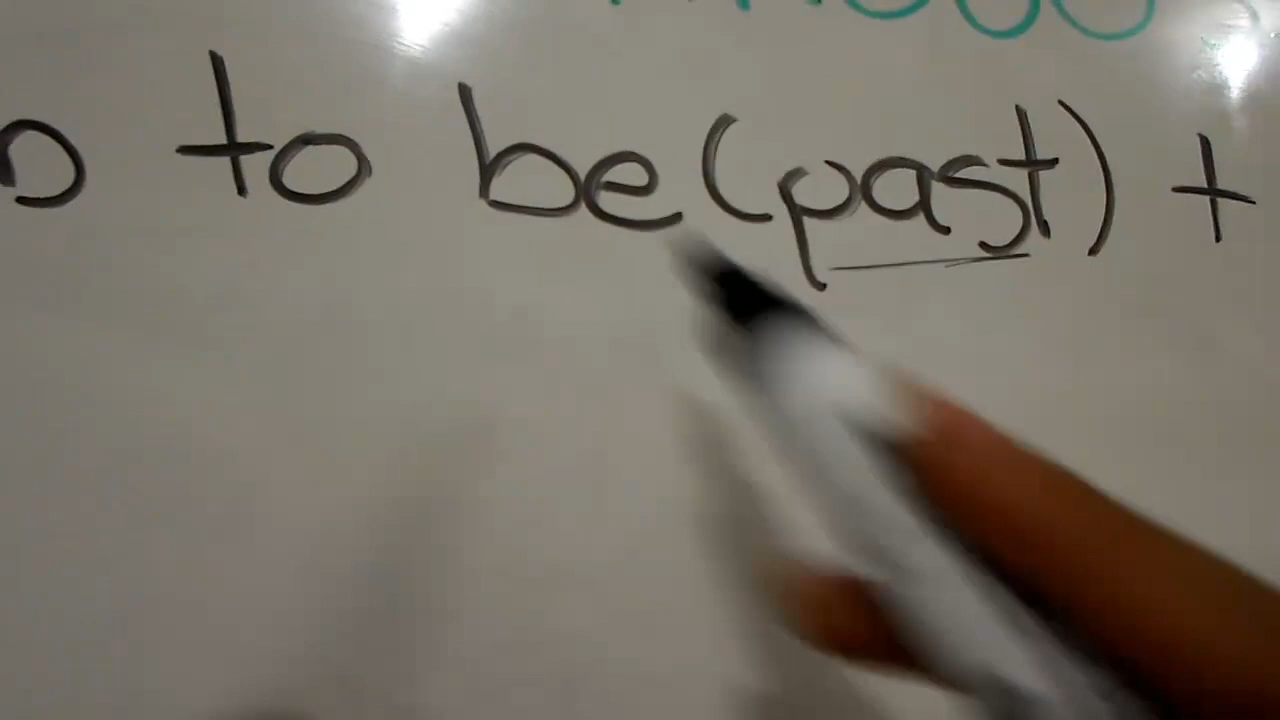 to be (past) +